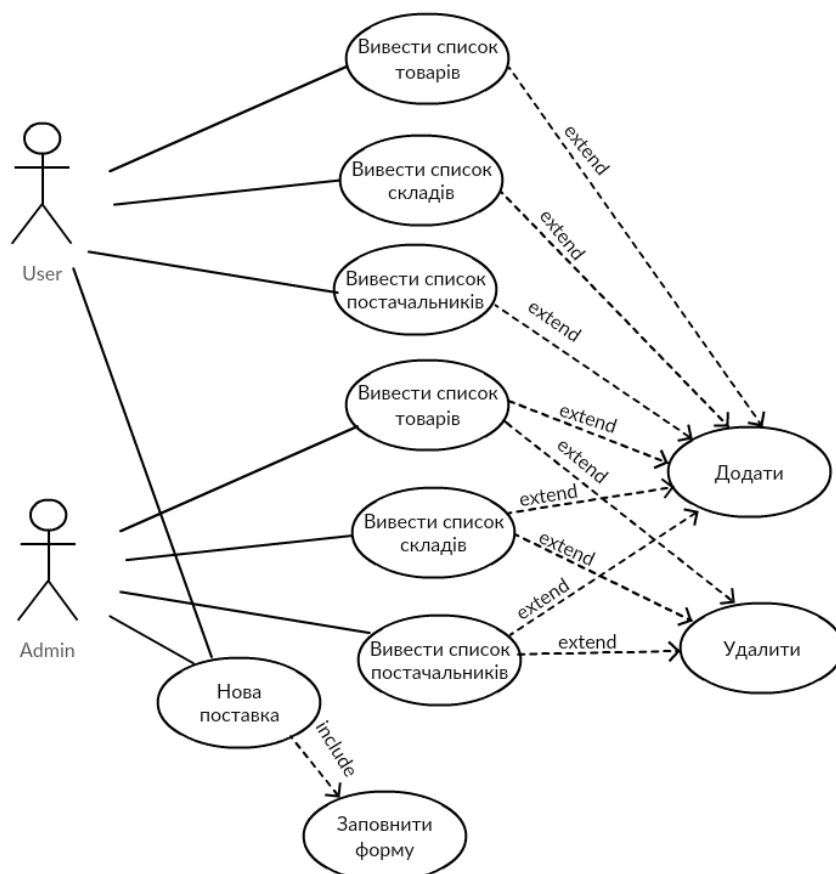 Вивести список
товарів
extend
Вивести список
складів
extend
User
Вивести список
постачальників
extend
Вивести список
товарів
extend
extend
Додати
Вивести список
складів
extend
extend
Admin
Вивести список
постачальників
extend
extend
Удалити
Нова
поставка
include
Заповнити
форму